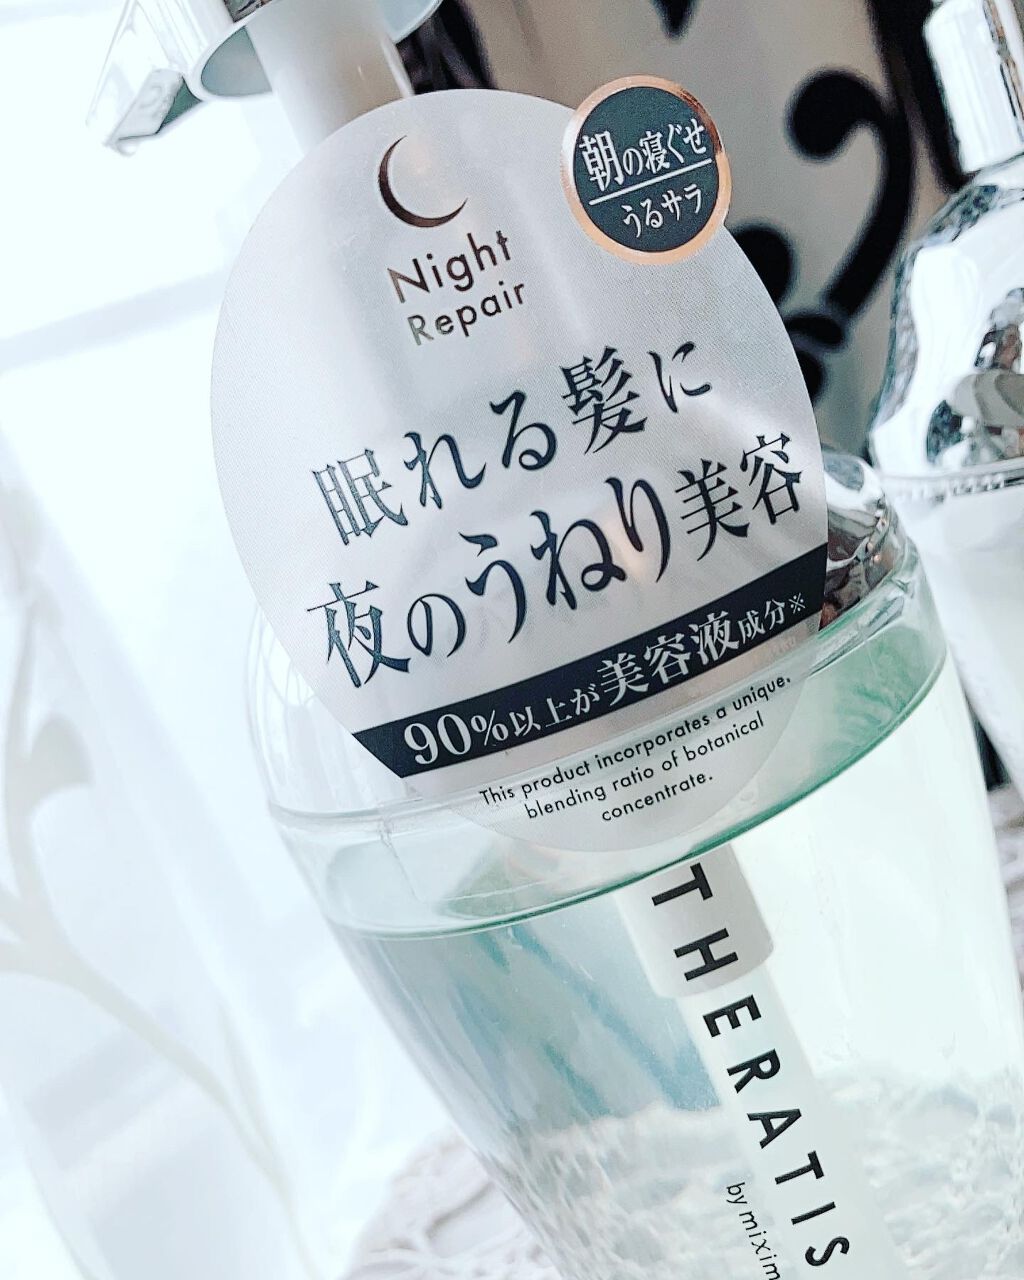 朝の寝ぐせ
うるサラ
Night
Repair
眠れる髪に
夜のうねり美容
90%以上が美容液成分※
This product incorporates a unique,
blending ratio of botanical
concentrate.
THERATIS
by mixim